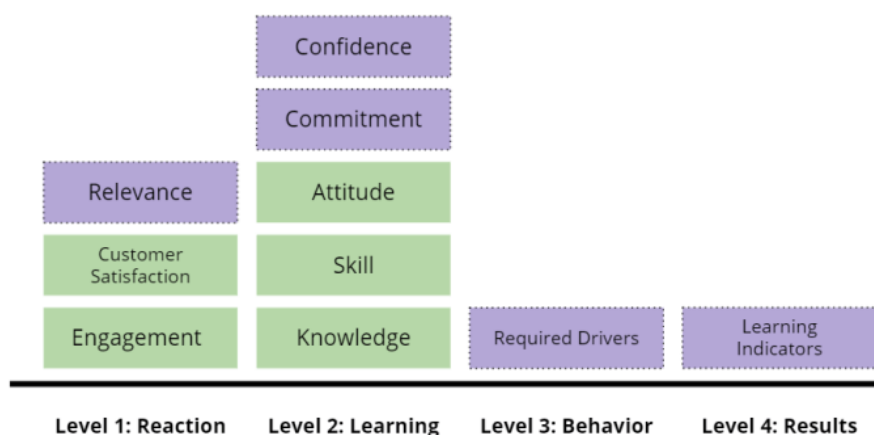 Confidence
Commitment
Relevance
Attitude
Customer
Satisfaction
Skill
Engagement
Knowledge
Required Drivers
Learning
Indicators
Level 1: Reaction
Level 2: Learning
Level 3: Behavior
Level 4: Results